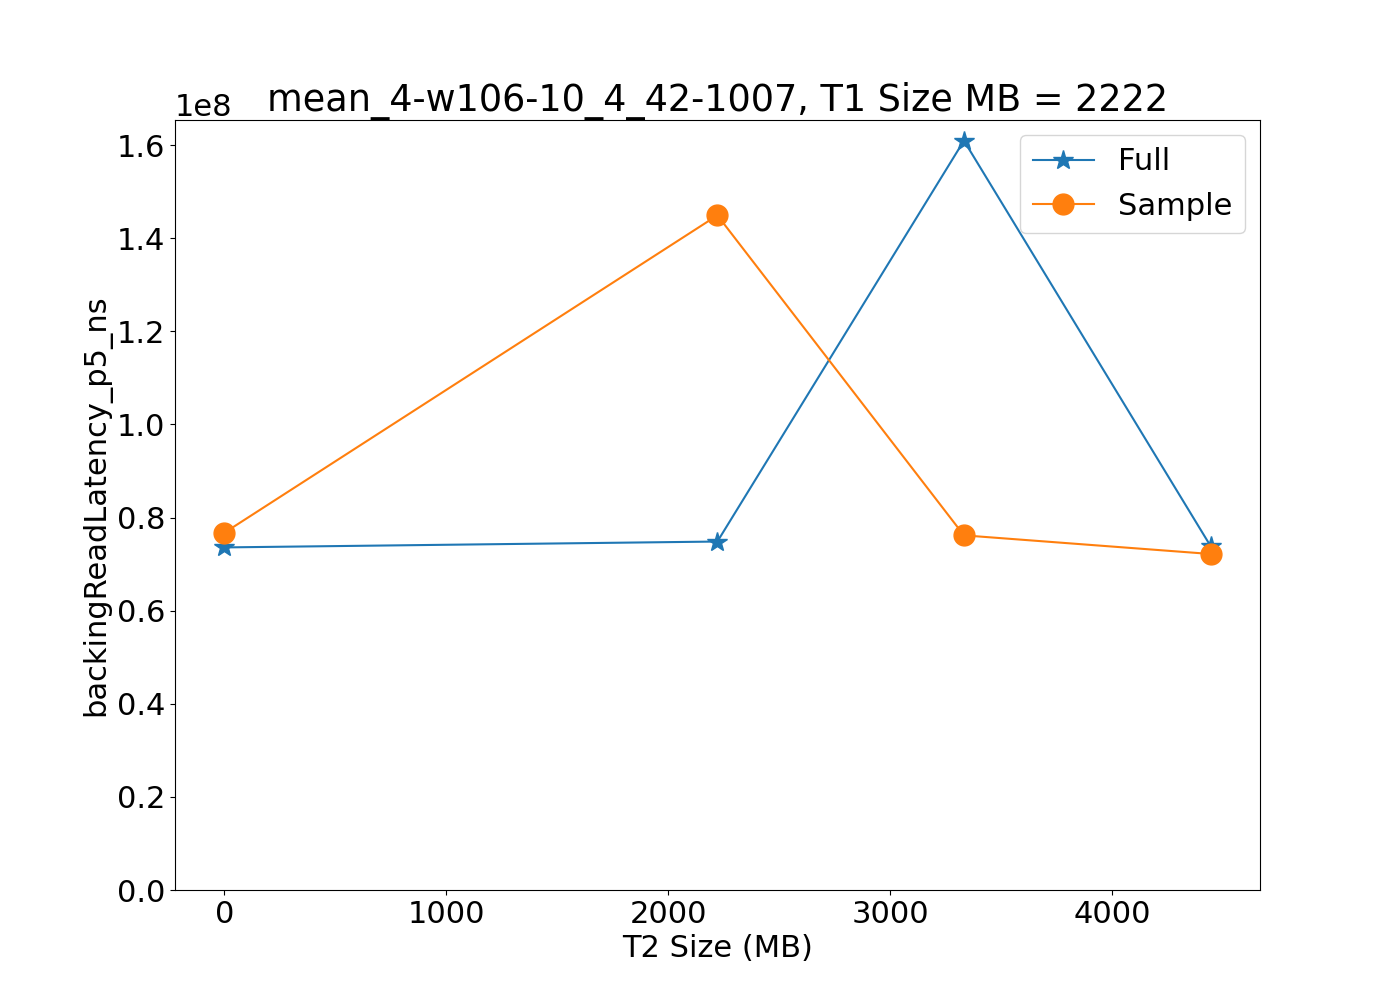 1e8
mean_4-w106-10_4_42-1007, T1 Size MB = 2222
Full
Sample
backingReadLatency_p5_ns
1.6
1.4
1.2
1.0
0.8
0.6
0.4
0.2
0.0
0 1000 2000 3000 4000
T2 Size (MB)